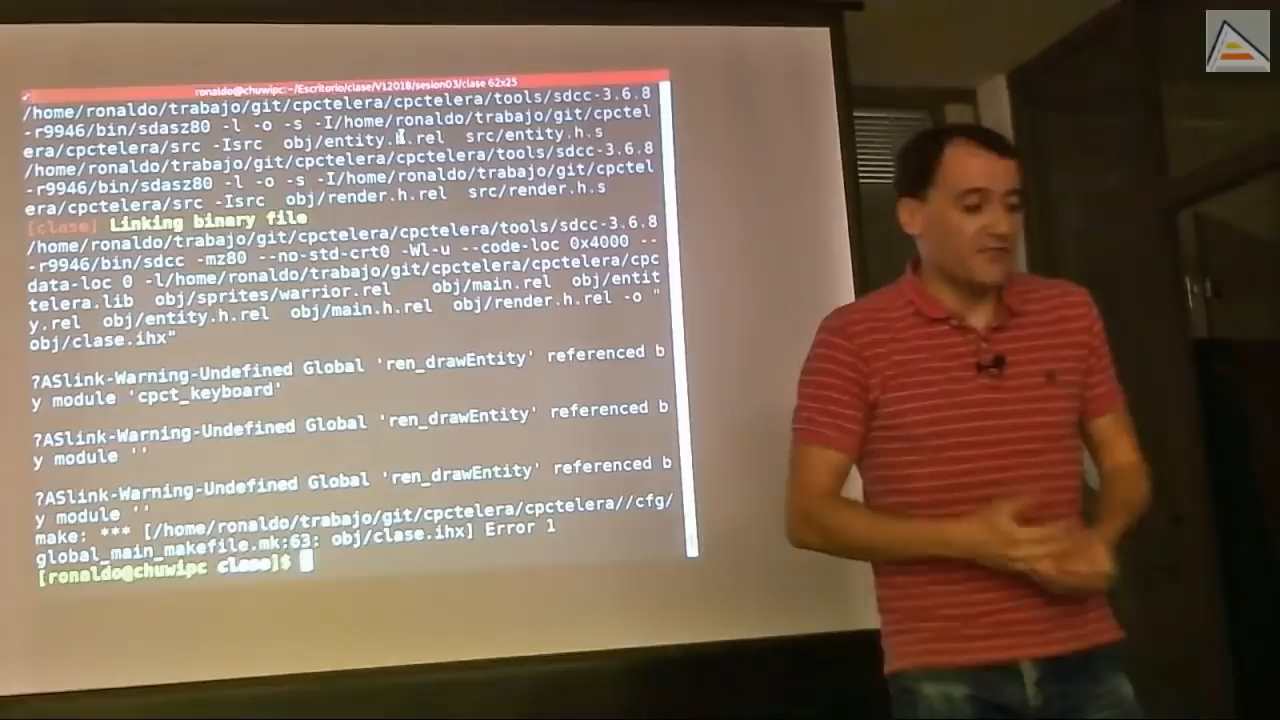 ronaldo@chuwipc: ~/Escritorio/clase/V12018/sesion03/clase 62x25
/home/ronaldo/trabajo/git/cpctelera/cpctelera/tools/sdcc-3.6.8
-r9946/bin/sdasz80 -l -o -s -I/home/ronaldo/trabajo/git/cpctel
era/cpctelera/src -Isrc  obj/entity.h.rel  src/entity.h.s
/home/ronaldo/trabajo/git/cpctelera/cpctelera/tools/sdcc-3.6.8
-r9946/bin/sdasz80 -l -o -s -I/home/ronaldo/trabajo/git/cpctel
era/cpctelera/src -Isrc  obj/render.h.rel  src/render.h.s
[clase] Linking binary file
/home/ronaldo/trabajo/git/cpctelera/cpctelera/tools/sdcc-3.6.8
-r9946/bin/sdcc -mz80 --no-std-crt0 -Wl-u --code-loc 0x4000 --
data-loc 0 -l/home/ronaldo/trabajo/git/cpctelera/cpctelera/cpc
telera.lib  obj/sprites/warrior.rel    obj/main.rel  obj/entit
y.rel  obj/entity.h.rel  obj/main.h.rel  obj/render.h.rel -o "
obj/clase.ihx"
?ASlink-Warning-Undefined Global 'ren_drawEntity' referenced b
y module 'cpct_keyboard'
?ASlink-Warning-Undefined Global 'ren_drawEntity' referenced b
y module ''
?ASlink-Warning-Undefined Global 'ren_drawEntity' referenced b
y module ''
make: *** [/home/ronaldo/trabajo/git/cpctelera/cpctelera//cfg/
global_main_makefile.mk:63: obj/clase.ihx] Error 1
[ronaldo@chuwipc clase]$